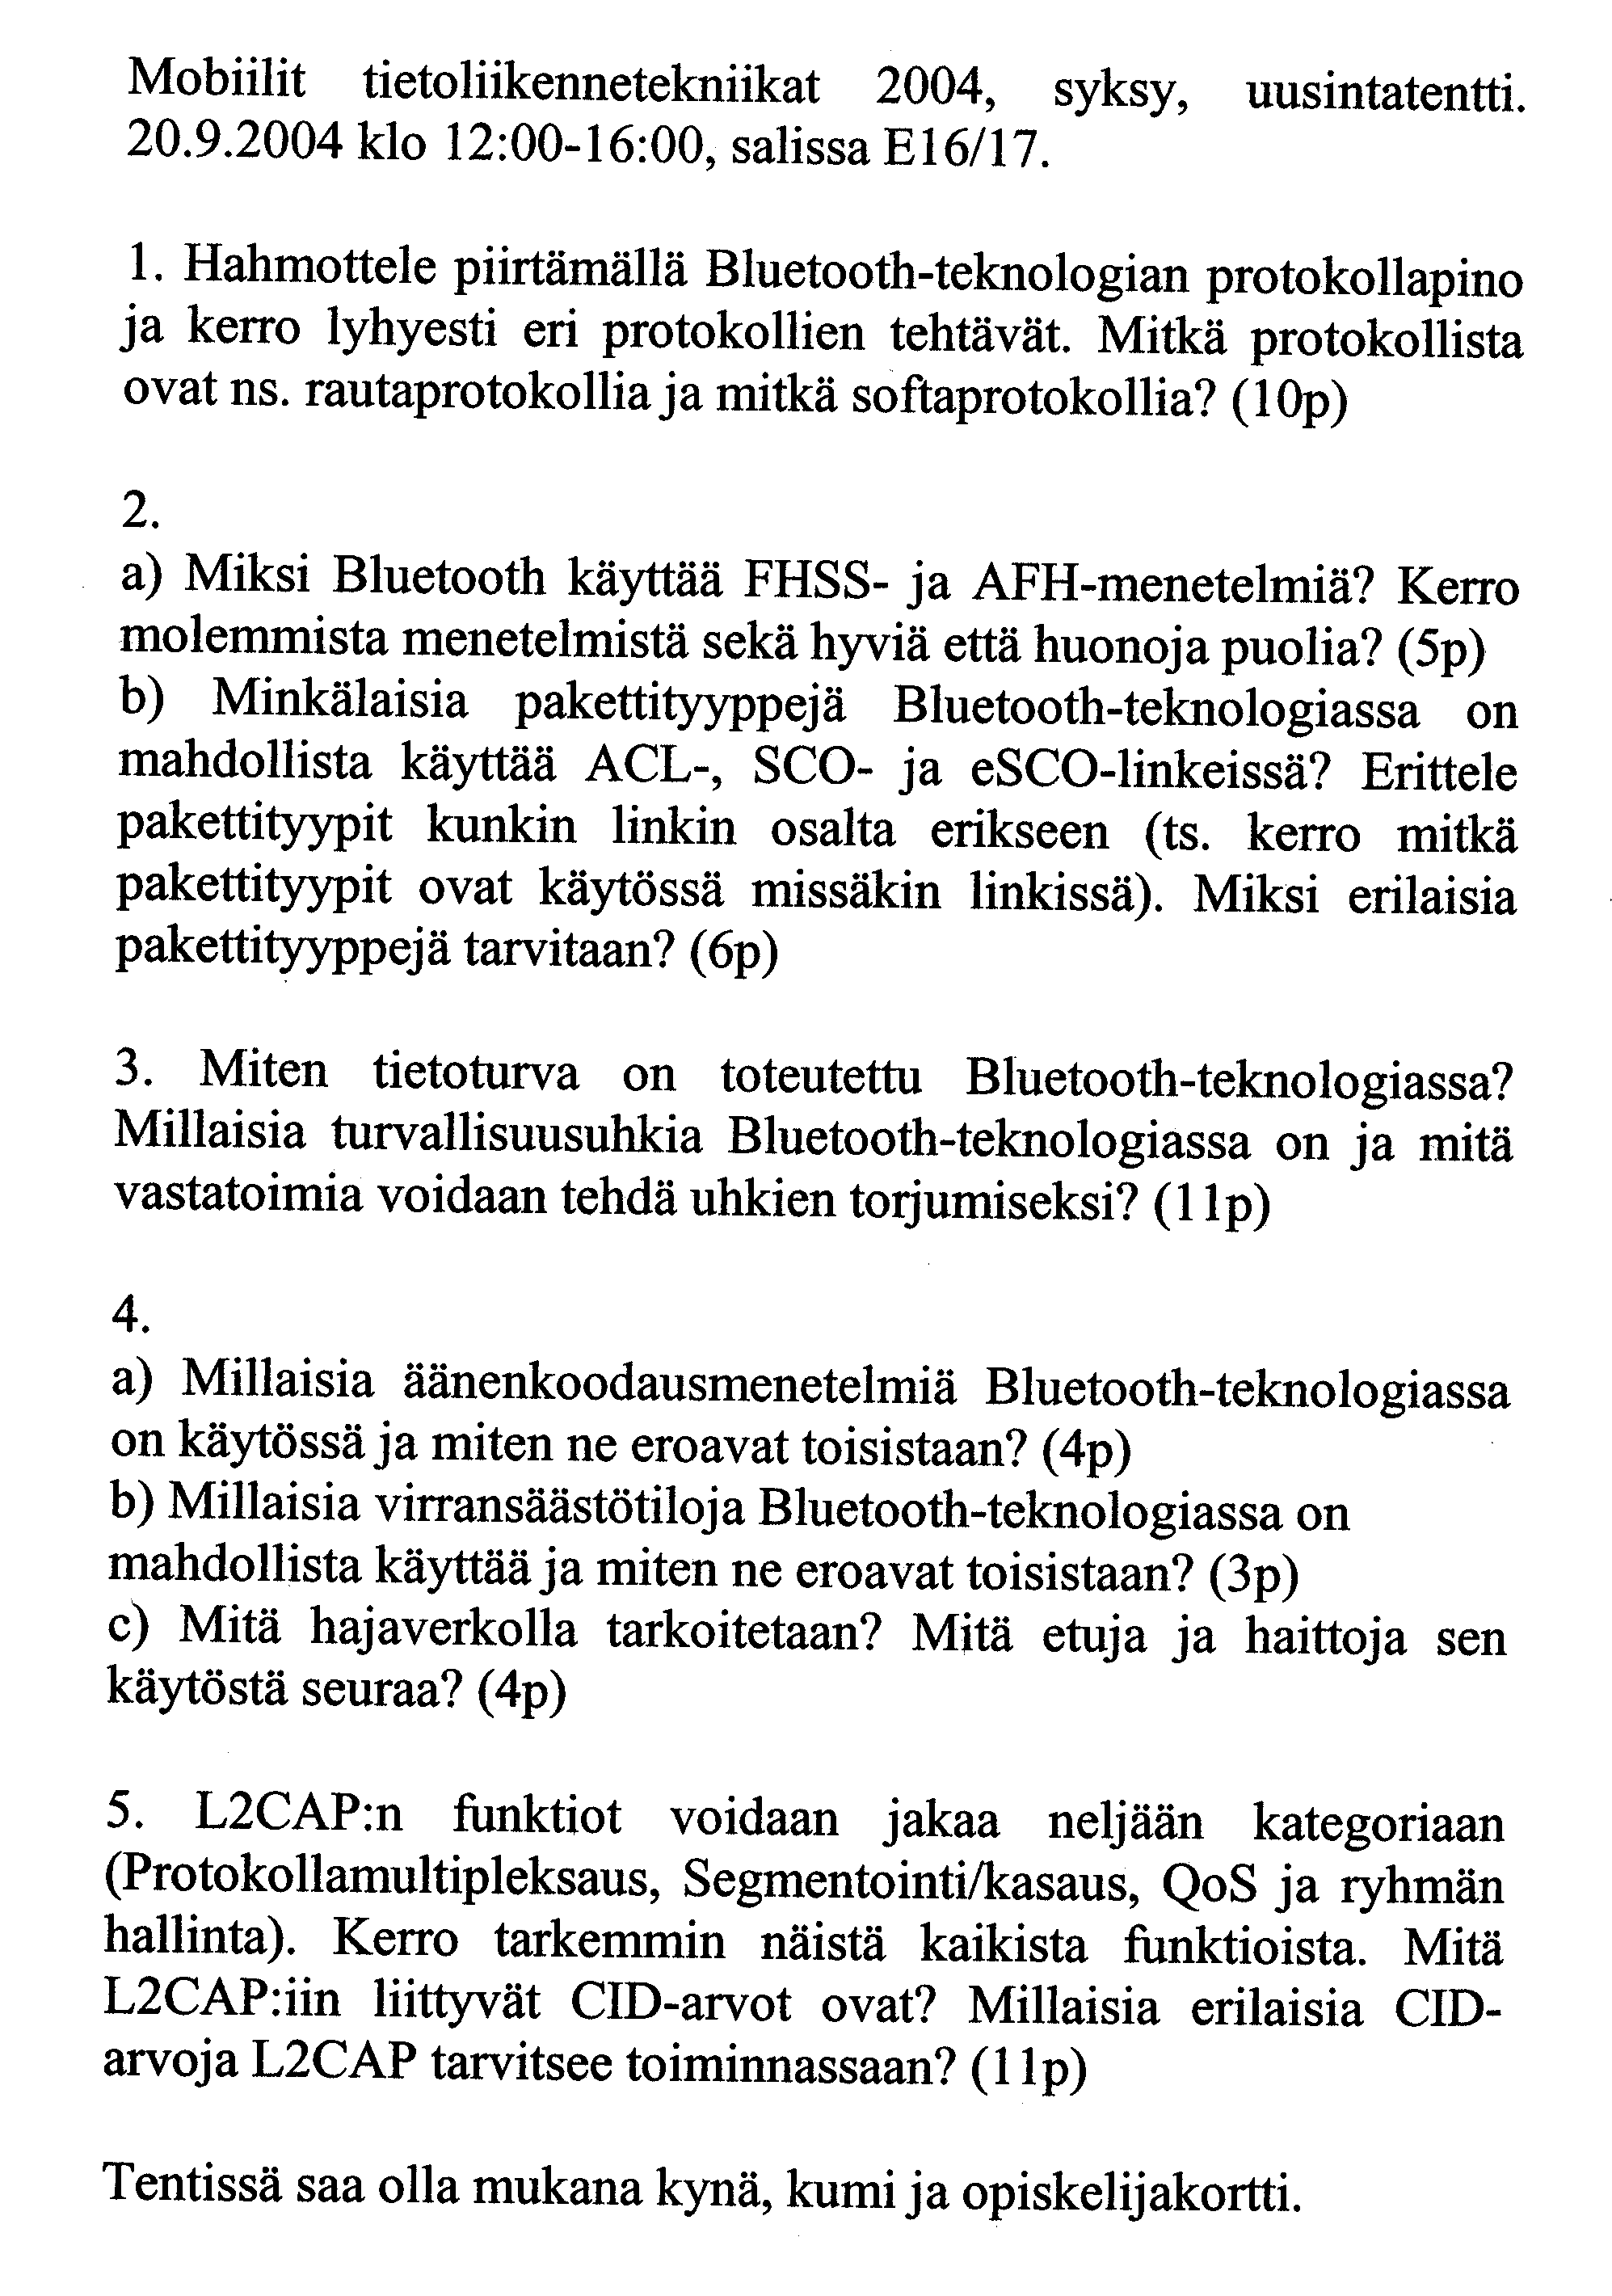 Mobiilit tietoliikennetekniikat 2004, syksy, uusintatentti.
20.9.2004 klo 12:00-16:00, salissa E16/17.
1. Hahmottele piirtämällä Bluetooth-teknologian protokollapino
ja kerro lyhyesti eri protokollien tehtävät. Mitkä protokollista
ovat ns. rautaprotokollia ja mitkä softaprotokollia? (10p)
2.
a) Miksi Bluetooth käyttää FHSS- ja AFH-menetelmiä? Kerro
molemmista menetelmistä sekä hyviä että huonoja puolia? (5p)
b) Minkälaisia pakettityyppejä Bluetooth-teknologiassa on
mahdollista käyttää ACL-, SCO- ja eSCO-linkeissä? Erittele
pakettityypit kunkin linkin osalta erikseen (ts. kerro mitkä
pakettityypit ovat käytössä missäkin linkissä). Miksi erilaisia
pakettityyppejä tarvitaan? (6p)
3. Miten tietoturva on toteutettu Bluetooth-teknologiassa?
Millaisia turvallisuusuhkia Bluetooth-teknologiassa on ja mitä
vastatoimia voidaan tehdä uhkien torjumiseksi? (11p)
4.
a) Millaisia äänenkoodausmenetelmiä Bluetooth-teknologiassa
on käytössä ja miten ne eroavat toisistaan? (4p)
b) Millaisia virransäästötiloja Bluetooth-teknologiassa on
mahdollista käyttää ja miten ne eroavat toisistaan? (3p)
c) Mitä hajaverkolla tarkoitetaan? Mitä etuja ja haittoja sen
käytöstä seuraa? (4p)
5. L2CAP:n funktiot voidaan jakaa neljään kategoriaan
(Protokollamultipleksaus, Segmentointi/kasaus, QoS ja ryhmän
hallinta). Kerro tarkemmin näistä kaikista funktioista. Mitä
L2CAP:iin liittyvät CID-arvot ovat? Millaisia erilaisia CID-
arvoja L2CAP tarvitsee toiminnassaan? (11p)
Tentissä saa olla mukana kynä, kumi ja opiskelijakortti.